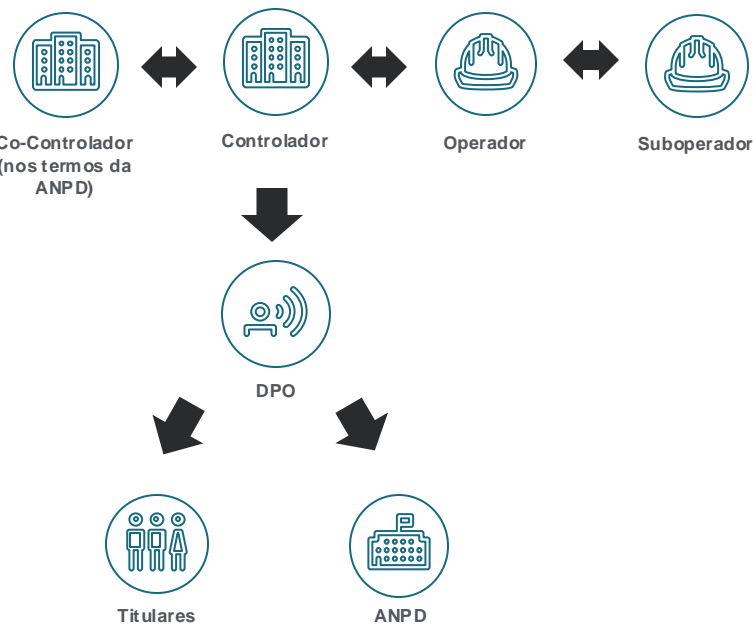 Co-Controlador
(nos termos da
ANPD)
Controlador
Operador
Suboperador
DPO
Titulares
ANPD